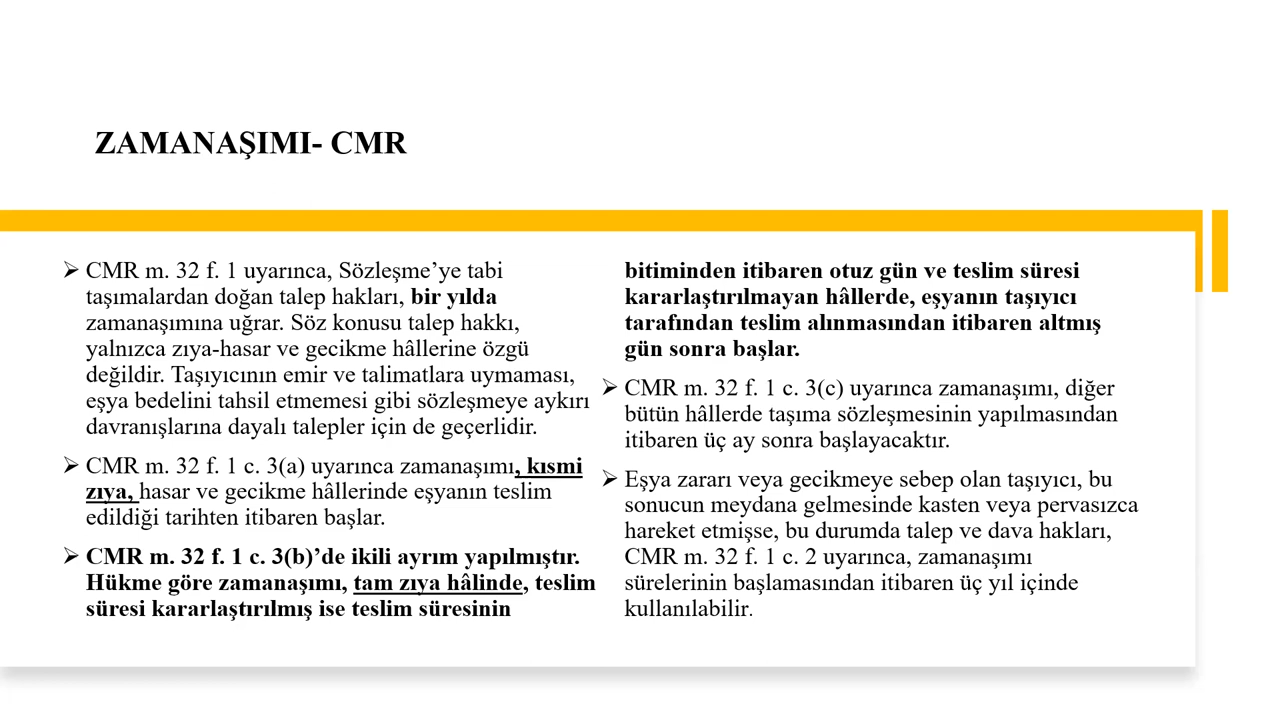 ZAMANAŞIMI- CMR
➢ CMR m. 32 f. 1 uyarınca, Sözleşme’ye tabi
taşımalardan doğan talep hakları, bir yılda
zamanaşımına uğrar. Söz konusu talep hakkı,
yalnızca zıya-hasar ve gecikme hâllerine özgü
değildir. Taşıyıcının emir ve talimatlara uymaması,
eşya bedelini tahsil etmemesi gibi sözleşmeye aykırı
davranışlarına dayalı talepler için de geçerlidir.
➢ CMR m. 32 f. 1 c. 3(a) uyarınca zamanaşımı, kısmi
zıya, hasar ve gecikme hâllerinde eşyanın teslim
edildiği tarihten itibaren başlar.
➢ CMR m. 32 f. 1 c. 3(b)’de ikili ayrım yapılmıştır.
Hükme göre zamanaşımı, tam zıya hâlinde, teslim
süresi kararlaştırılmış ise teslim süresinin
bitiminden itibaren otuz gün ve teslim süresi
kararlaştırılmayan hâllerde, eşyanın taşıyıcı
tarafından teslim alınmasından itibaren altmış
gün sonra başlar.
➢ CMR m. 32 f. 1 c. 3(c) uyarınca zamanaşımı, diğer
bütün hâllerde taşıma sözleşmesinin yapılmasından
itibaren üç ay sonra başlayacaktır.
➢ Eşya zararı veya gecikmeye sebep olan taşıyıcı, bu
sonucun meydana gelmesinde kasten veya pervasızca
hareket etmişse, bu durumda talep ve dava hakları,
CMR m. 32 f. 1 c. 2 uyarınca, zamanaşımı
sürelerinin başlamasından itibaren üç yıl içinde
kullanılabilir.